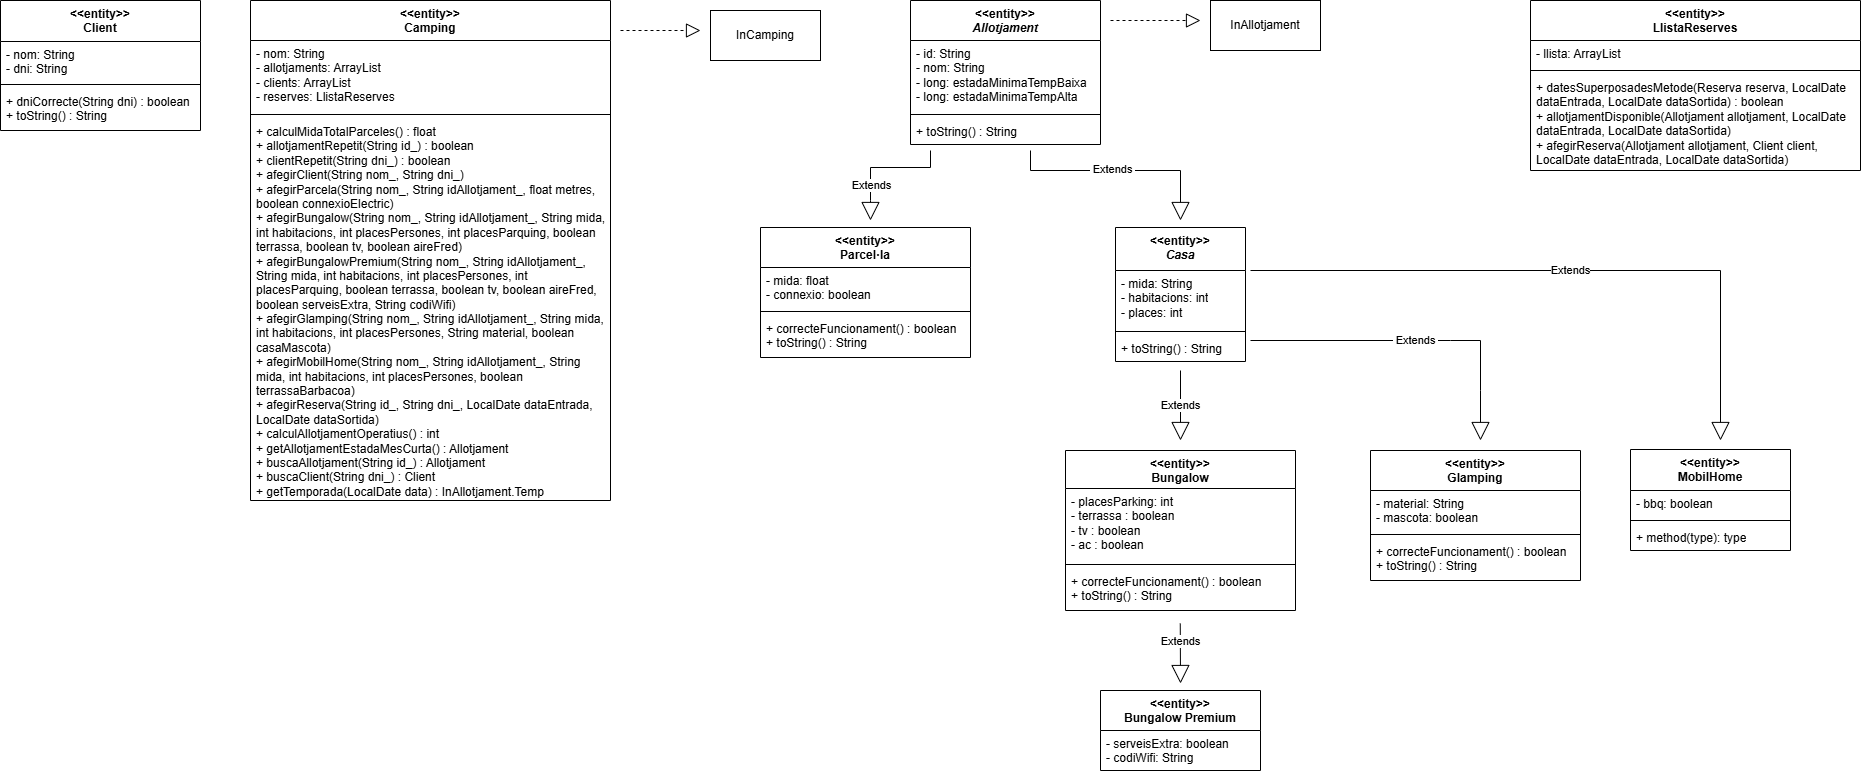 <<entity>>
Client
- nom: String
- dni: String
+ dniCorrecte(String dni) : boolean
+ toString() : String
<<entity>>
Camping
- nom: String
- allotjaments: ArrayList
- clients: ArrayList
- reserves: LlistaReserves
+ calculMidaTotalParceles() : float
+ allotjamentRepetit(String id_) : boolean
+ clientRepetit(String dni_) : boolean
+ afegirClient(String nom_, String dni_)
+ afegirParcela(String nom_, String idAllotjament_, float metres,
boolean connexioElectric)
+ afegirBungalow(String nom_, String idAllotjament_, String mida,
int habitacions, int placesPersones, int placesParquing, boolean
terrassa, boolean tv, boolean aireFred)
+ afegirBungalowPremium(String nom_, String idAllotjament_,
String mida, int habitacions, int placesPersones, int
placesParquing, boolean terrassa, boolean tv, boolean aireFred,
boolean serveisExtra, String codiWifi)
+ afegirGlamping(String nom_, String idAllotjament_, String mida,
int habitacions, int placesPersones, String material, boolean
casaMascota)
+ afegirMobilHome(String nom_, String idAllotjament_, String
mida, int habitacions, int placesPersones, boolean
terrassaBarbacoa)
+ afegirReserva(String id_, String dni_, LocalDate dataEntrada,
LocalDate dataSortida)
+ calculAllotjamentOperatius() : int
+ getAllotjamentEstadaMesCurta() : Allotjament
+ buscaAllotjament(String id_) : Allotjament
+ buscaClient(String dni_) : Client
+ getTemporada(LocalDate data) : InAllotjament.Temp
InCamping
<<entity>>
Allotjament
- id: String
- nom: String
- long: estadaMinimaTempBaixa
- long: estadaMinimaTempAlta
+ toString() : String
InAllotjament
<<entity>>
LlistaReserves
- llista: ArrayList
+ datesSuperposadesMetode(Reserva reserva, LocalDate
dataEntrada, LocalDate dataSortida) : boolean
+ allotjamentDisponible(Allotjament allotjament, LocalDate
dataEntrada, LocalDate dataSortida)
+ afegirReserva(Allotjament allotjament, Client client,
LocalDate dataEntrada, LocalDate dataSortida)
Extends
Extends
<<entity>>
Parcel·la
- mida: float
- connexio: boolean
+ correcteFuncionament() : boolean
+ toString() : String
<<entity>>
Casa
- mida: String
- habitacions: int
- places: int
+ toString() : String
Extends
Extends
Extends
<<entity>>
Bungalow
- placesParking: int
- terrassa : boolean
- tv : boolean
- ac : boolean
+ correcteFuncionament() : boolean
+ toString() : String
<<entity>>
Glamping
- material: String
- mascota: boolean
+ correcteFuncionament() : boolean
+ toString() : String
<<entity>>
MobilHome
- bbq: boolean
+ method(type): type
Extends
<<entity>>
Bungalow Premium
- serveisExtra: boolean
- codiWifi: String